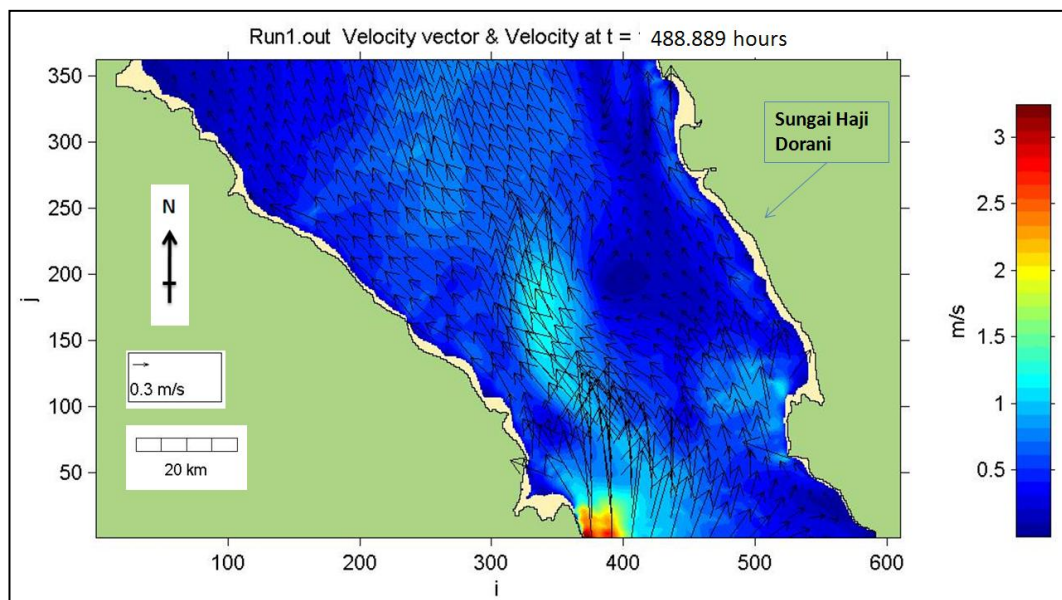 Run1.out Velocity vector & Velocity at t = 488.889 hours
350
300
250
200
150
100
50
j
100
200
300
400
500
600
i
N
0.3 m/s
20 km
Sungai Haji
Dorani
3
2.5
2
1.5
1
0.5
m/s